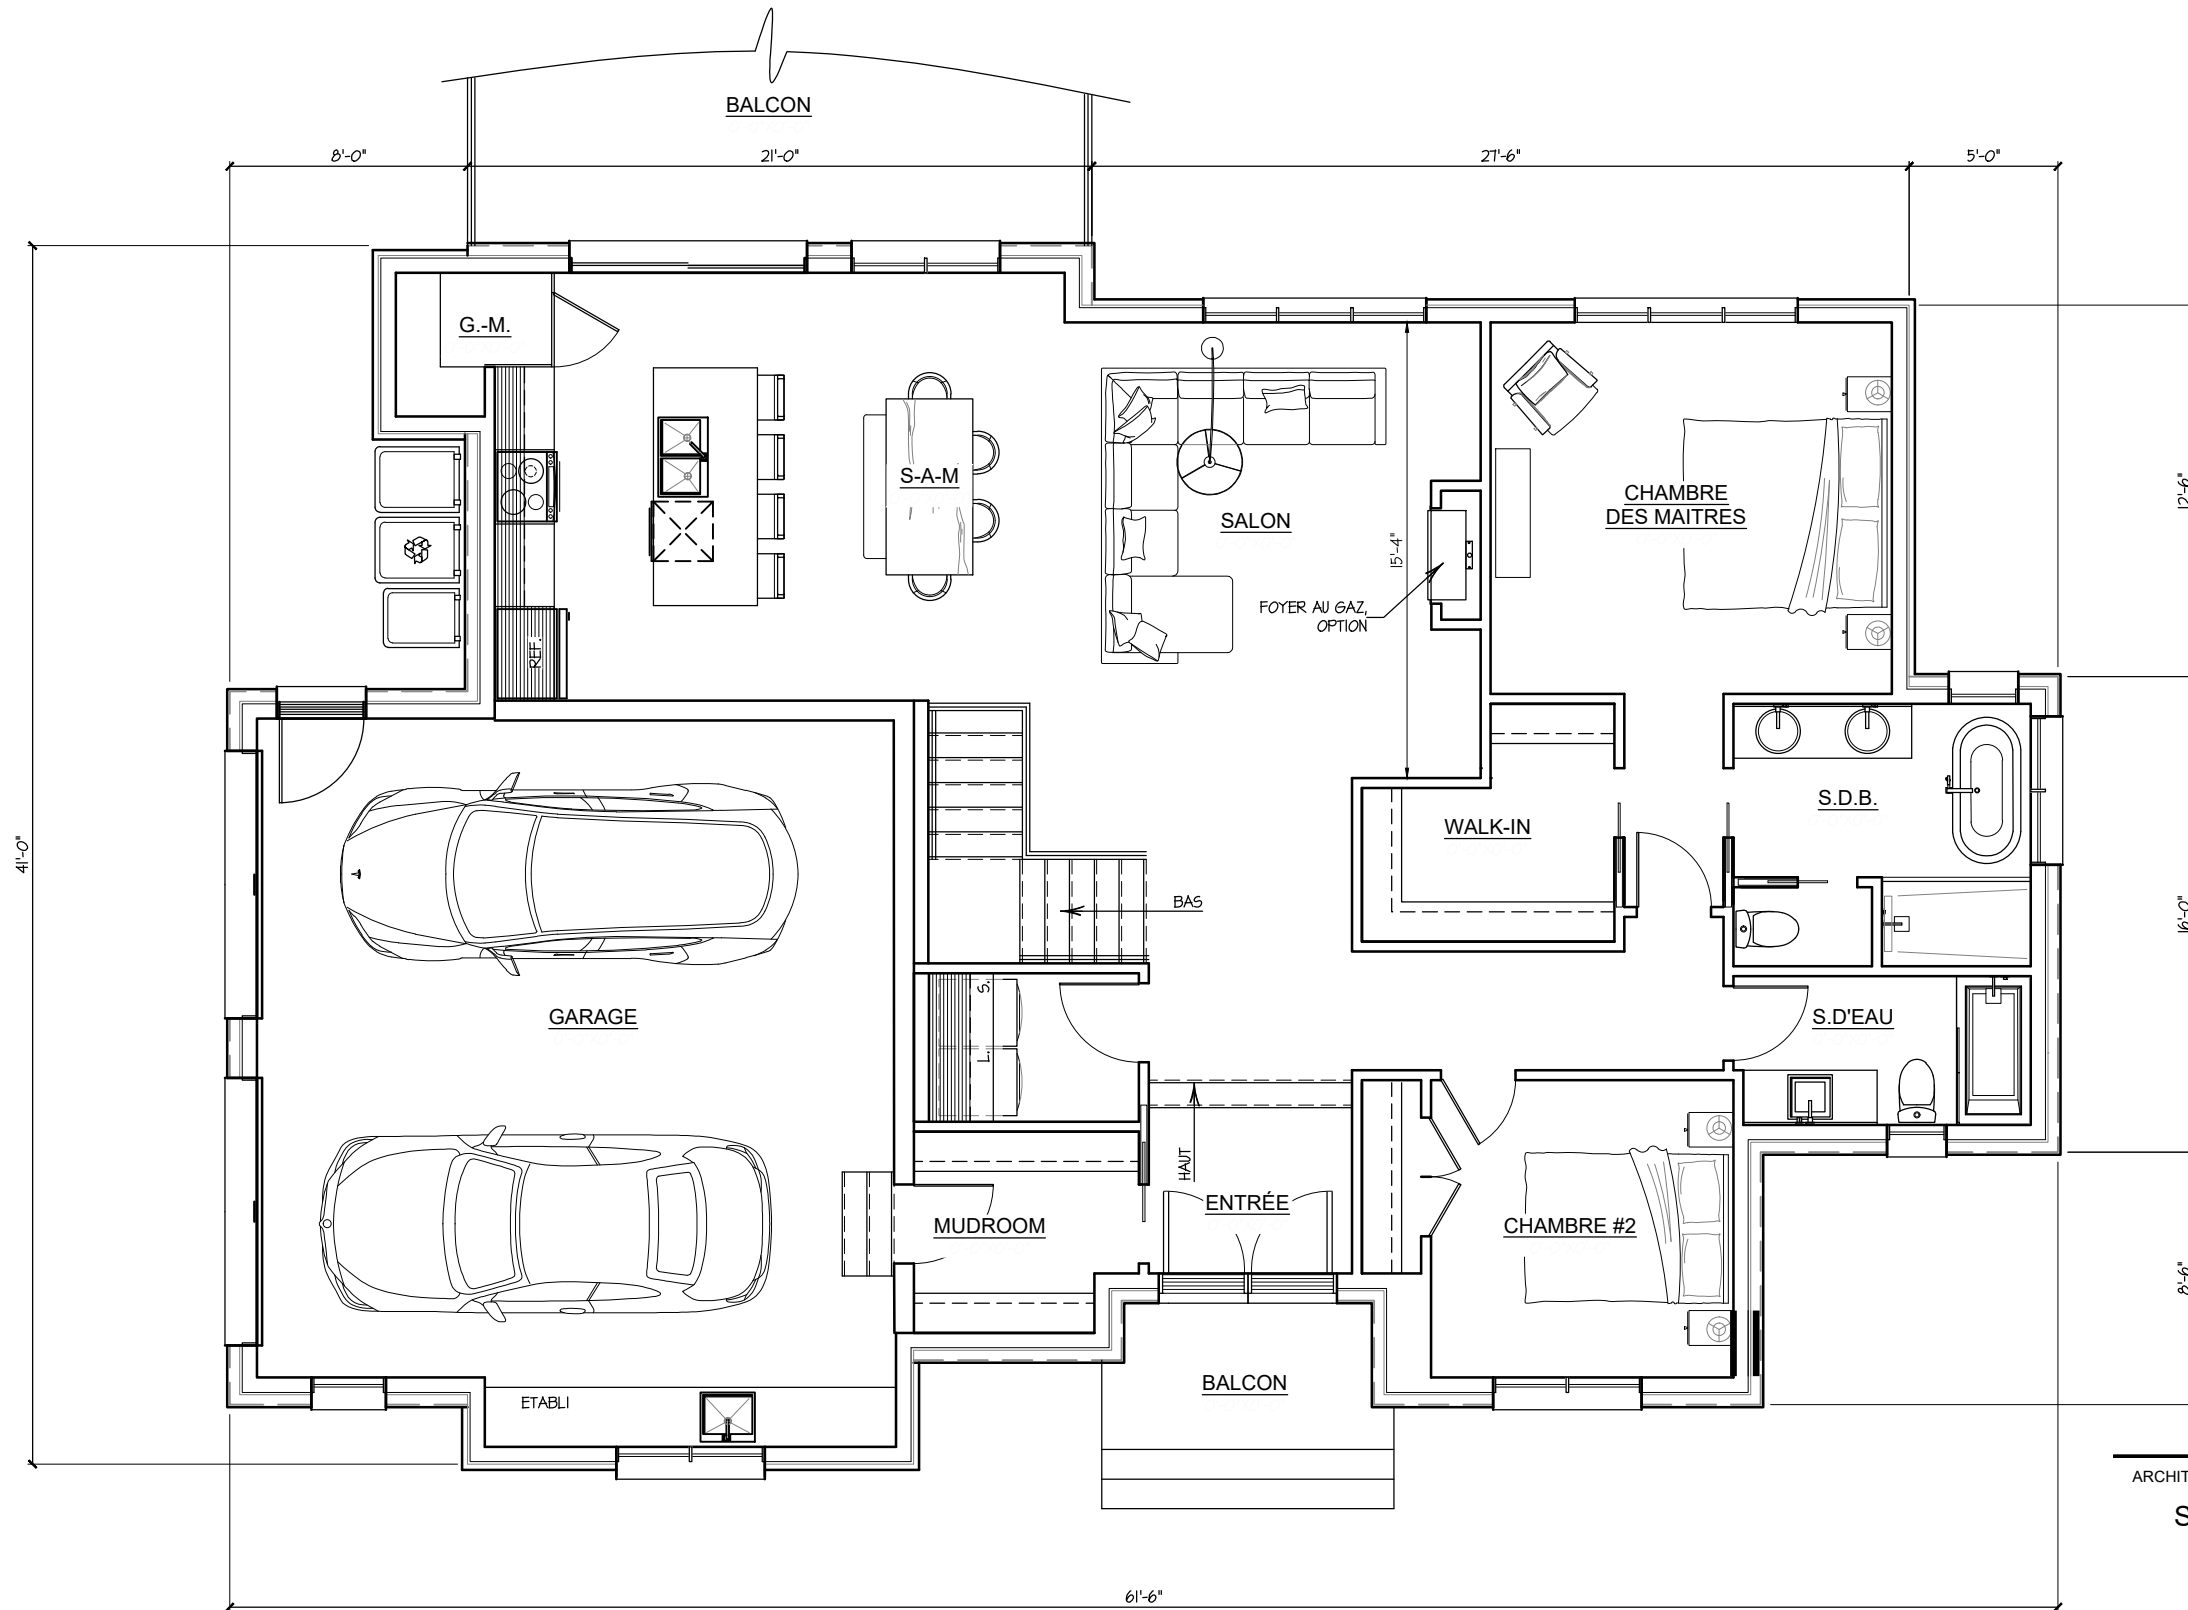 BALCON
8'-0"
21'-0"
27'-6"
5'-0"
G.-M.
S-A-M
SALON
CHAMBRE
DES MAITRES
12'-6"
15'-4"
FOYER AU GAZ,
OPTION
REF.
WALK-IN
S.D.B.
41'-0"
BAS
16'-0"
S.
L.
GARAGE
S.D'EAU
HAUT
ENTRÉE
MUDROOM
CHAMBRE #2
8'-6"
BALCON
ETABLI
ARCHIT
S
61'-6"